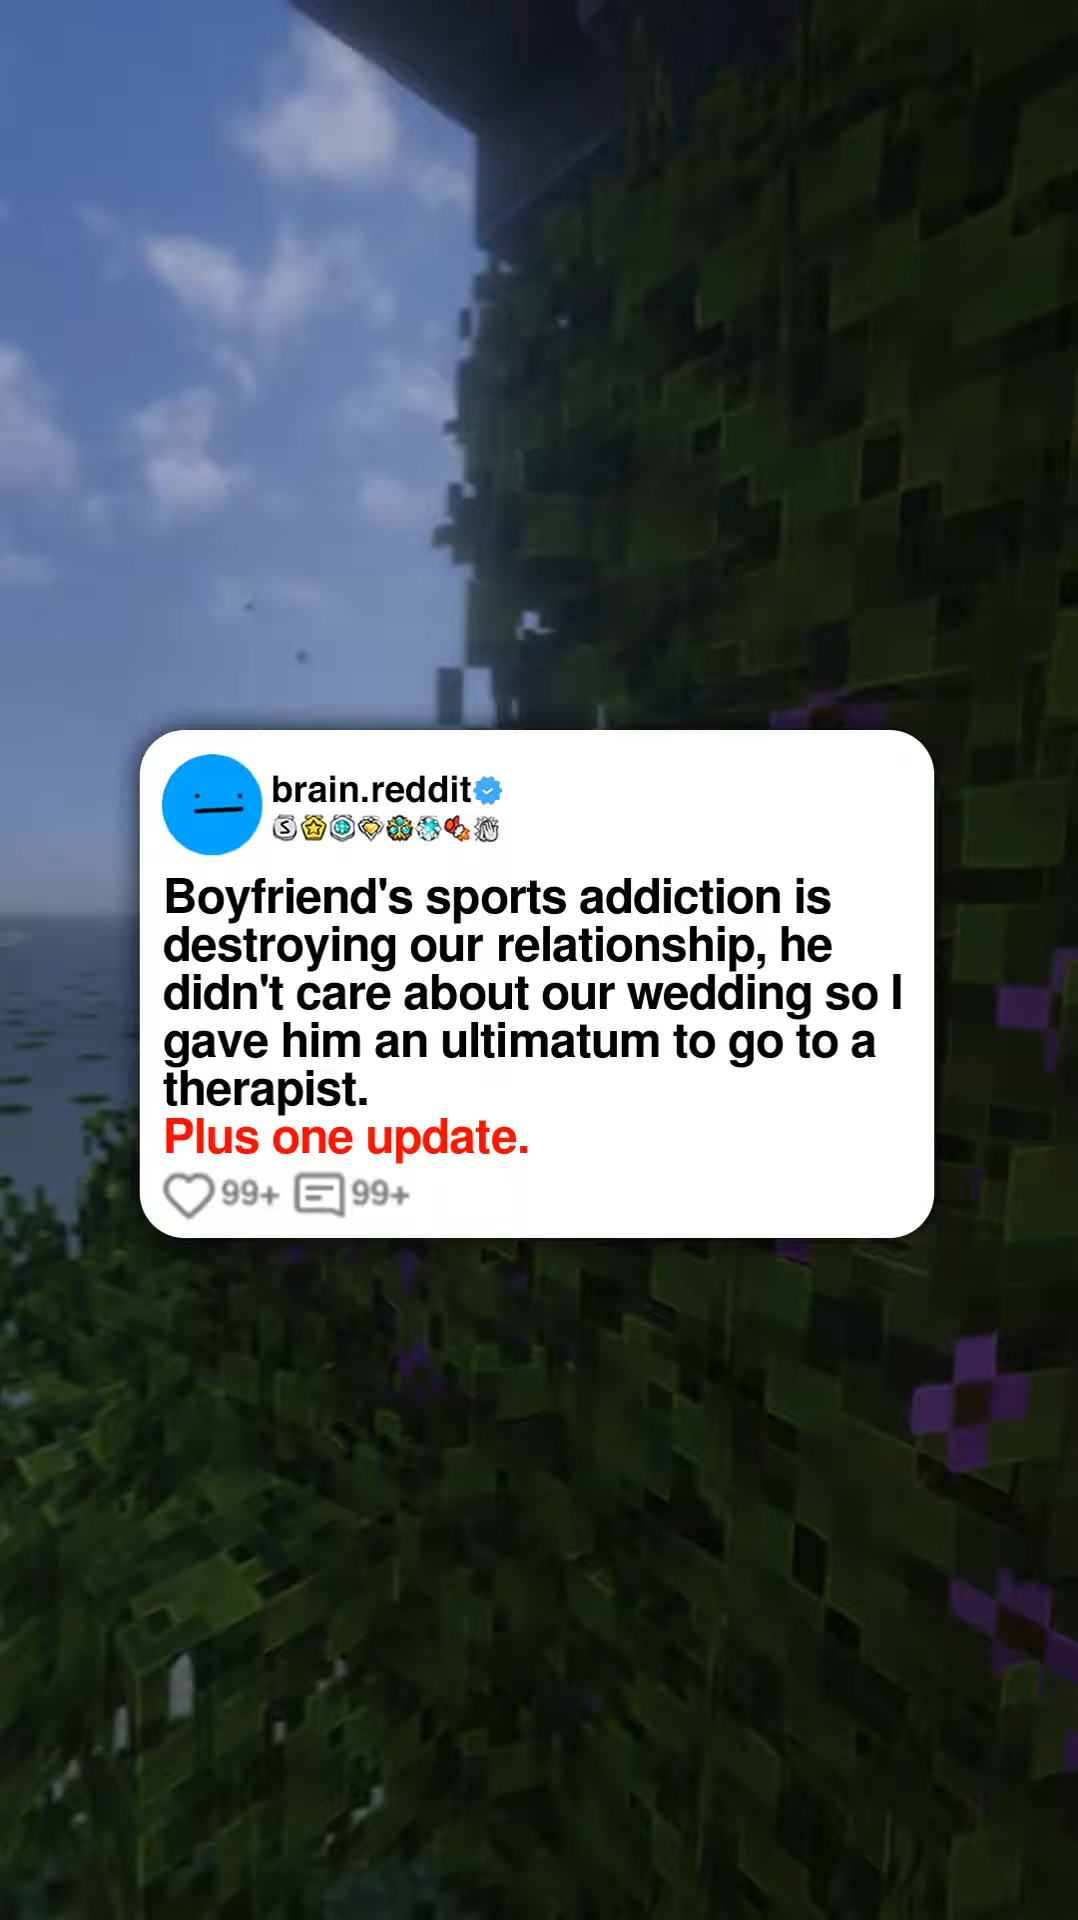 brain.reddit
Boyfriend's sports addiction is
destroying our relationship, he
didn't care about our wedding so I
gave him an ultimatum to go to a
therapist.
Plus one update.
99+ 99+